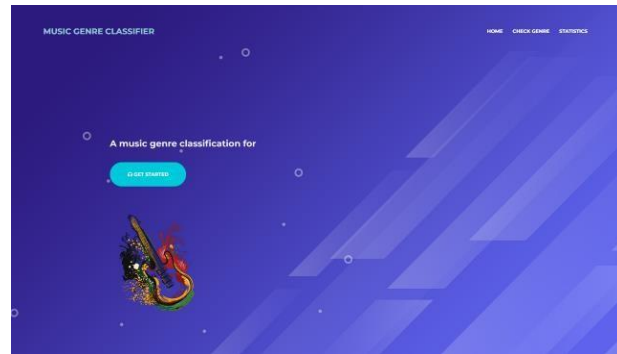 MUSIC GENRE CLASSIFIER
HOME CHECK GENRE STATISTICS
A music genre classification for
GET STARTED